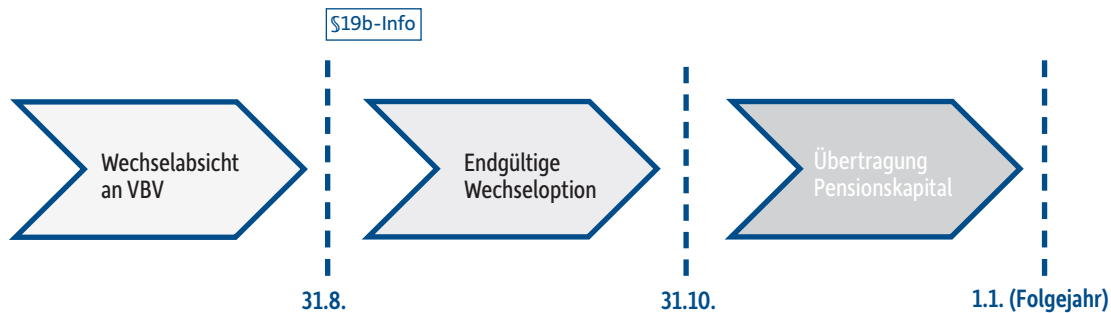 §19b-Info
Wechselabsicht
an VBV
Endgültige
Wechseloption
Übertragung
Pensionskapital
31.8.
31.10.
1.1. (Folgejahr)